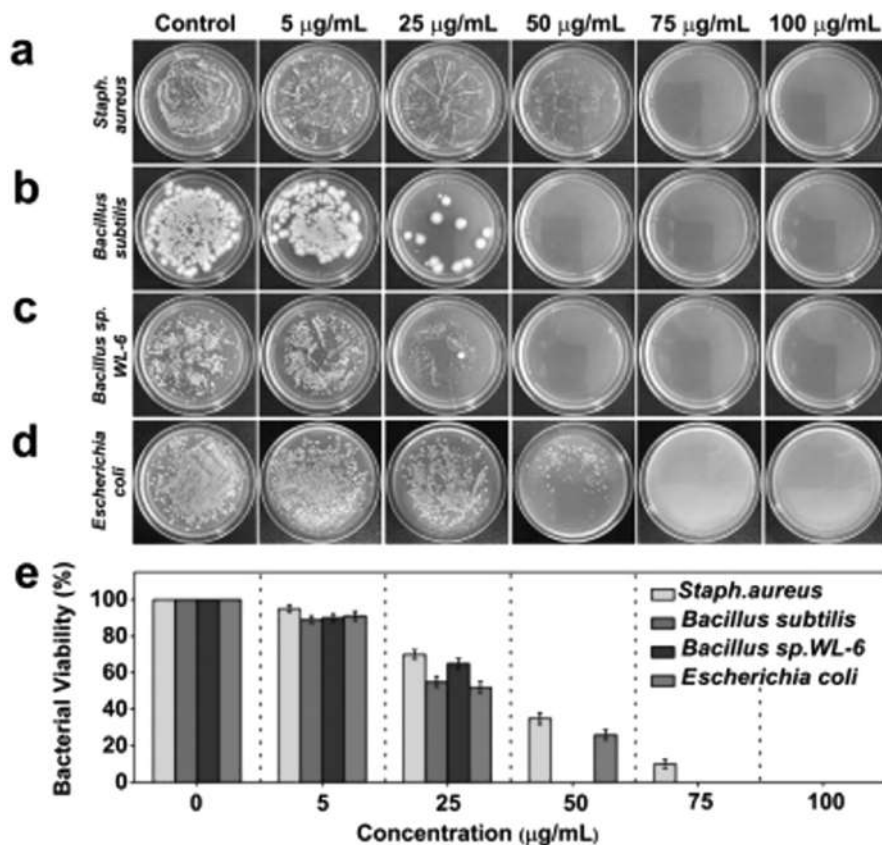 Control 5 μg/mL 25 μg/mL 50 μg/mL 75 μg/mL 100 μg/mL
a
Staph.
aureus
b
Bacillus
subtilis
c
Bacillus sp.
WL-6
d
Escherichia
coli
e
Bacterial Viability (%)
100
80
60
40
20
0
Staph.aureus
Bacillus subtilis
Bacillus sp.WL-6
Escherichia coli
0 5 25 50 75 100
Concentration (μg/mL)